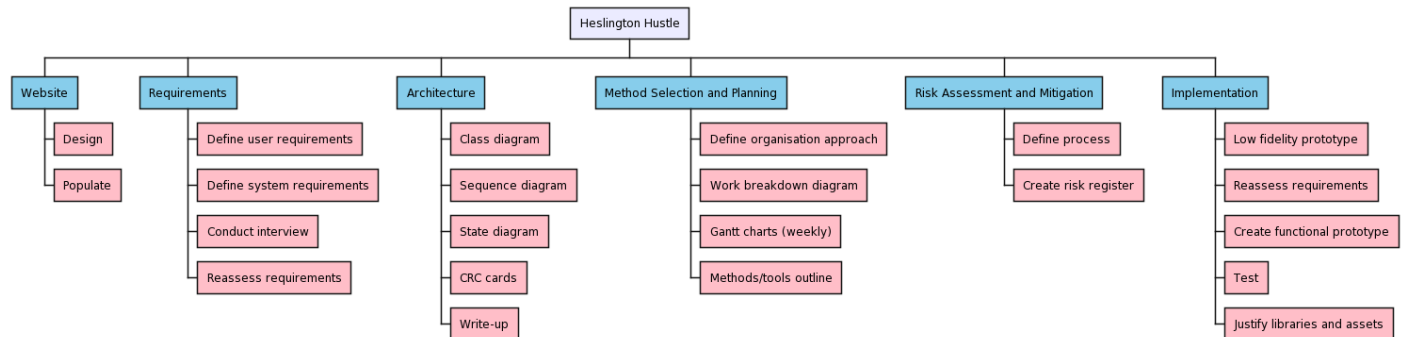 Heslington Hustle
Website
Design
Populate
Requirements
Define user requirements
Define system requirements
Conduct interview
Reassess requirements
Architecture
Class diagram
Sequence diagram
State diagram
CRC cards
Write-up
Method Selection and Planning
Define organisation approach
Work breakdown diagram
Gantt charts (weekly)
Methods/tools outline
Risk Assessment and Mitigation
Define process
Create risk register
Implementation
Low fidelity prototype
Reassess requirements
Create functional prototype
Test
Justify libraries and assets